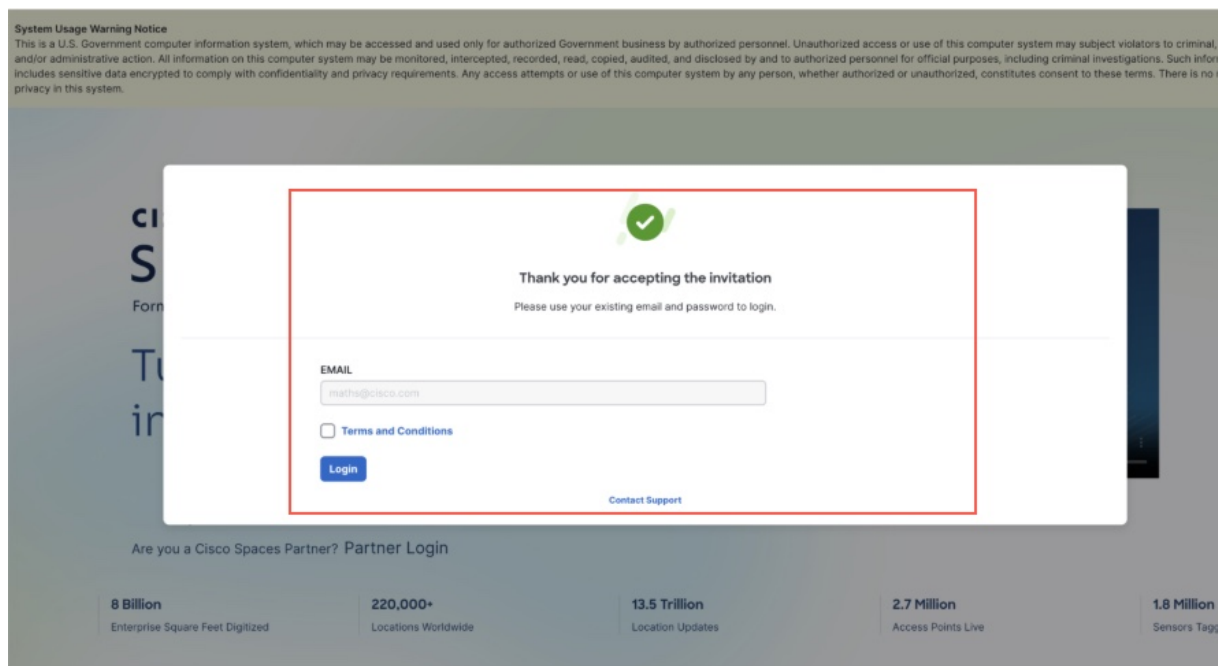 System Usage Warning Notice
This is a U.S. Government computer information system, which may be accessed and used only for authorized Government business by authorized personnel. Unauthorized access or use of this computer system may subject violators to criminal,
and/or administrative action. All information on this computer system may be monitored, intercepted, recorded, read, copied, audited, and disclosed by and to authorized personnel for official purposes, including criminal investigations. Such infor
includes sensitive data encrypted to comply with confidentiality and privacy requirements. Any access attempts or use of this computer system by any person, whether authorized or unauthorized, constitutes consent to these terms. There is no
privacy in this system.
CI
S
Form
Thank you for accepting the invitation
Please use your existing email and password to login.
Tu
in
EMAIL
maths@cisco.com
Terms and Conditions
Login
Contact Support
Are you a Cisco Spaces Partner? Partner Login
8 Billion 220,000+ 13.5 Trillion 2.7 Million 1.8 Million
Enterprise Square Feet Digitized Locations Worldwide Location Updates Access Points Live Sensors Tagg